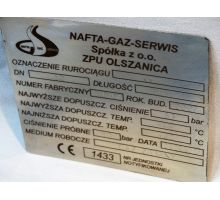 NAFTA-GAZ-SERWIS
Spółka z o.o.
ZPU OLSZANICA
OZNACZENIE RUROCIĄGU
DN DŁUGOŚĆ
NUMER FABRYCZNY ROK. BUD.
NAJWYŻSZE DOPUSZCZ. CIŚNIENIE bar
NAJWYŻSZA DOPUSZCZ. TEMP. °C
NAJNIŻSZA DOPUSZCZ. TEMP. °C
CIŚNIENIE PRÓBNE bar DATA
MEDIUM ROBOCZE
CE 1433 NR JEDNOSTKI
NOTYFIKOWANEJ